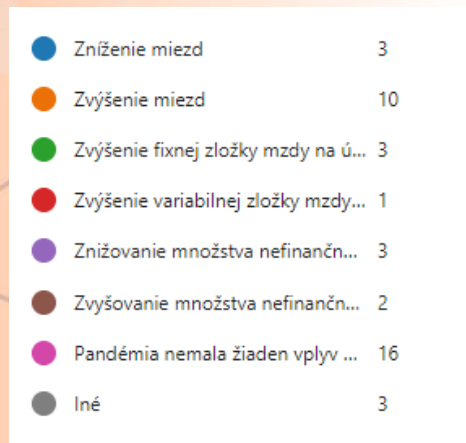 Zníženie miezd 3
Zvýšenie miezd 10
Zvýšenie fixnej zložky mzdy na ú... 3
Zvýšenie variabilnej zložky mzdy... 1
Znižovanie množstva nefinančn... 3
Zvyšovanie množstva nefinančn... 2
Pandémia nemala žiaden vplyv ... 16
Iné 3